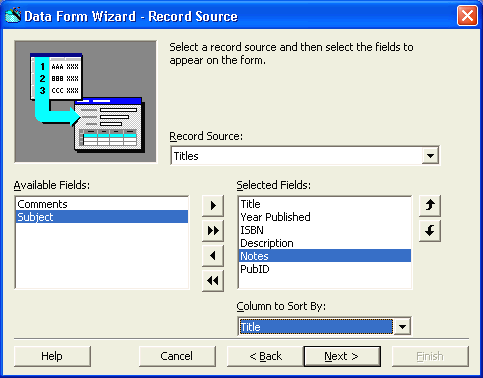 Data Form Wizard - Record Source
Select a record source and then select the fields to
appear on the form.
1 AAA XXX
2 BBB XXX
3 CCC XXX
Record Source:
Titles
Available Fields:
Comments
Subject
Selected Fields:
Title
Year Published
ISBN
Description
Notes
PubID
Column to Sort By:
Title
Help
Cancel
< Back
Next >
Finish